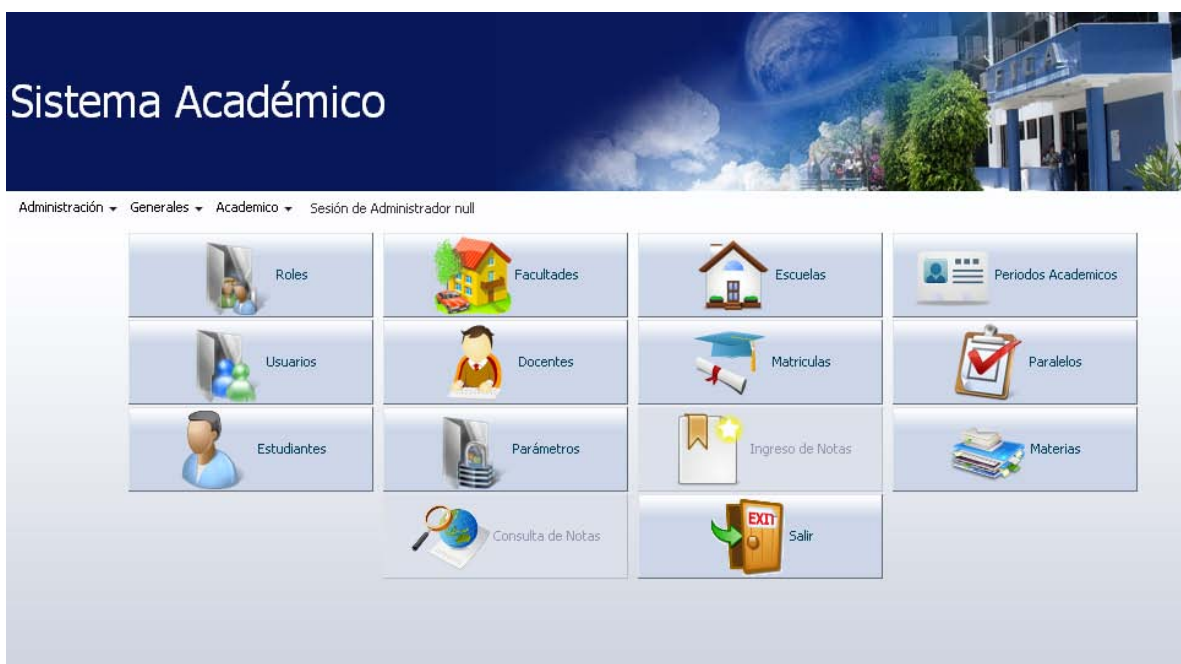 Sistema Académico
FICA
Administración Generales Academico Sesión de Administrador null
Roles Facultades Escuelas Periodos Academicos
Usuarios Docentes Matriculas Paralelos
Estudiantes Parámetros Ingreso de Notas Materias
Consulta de Notas EXIT Salir